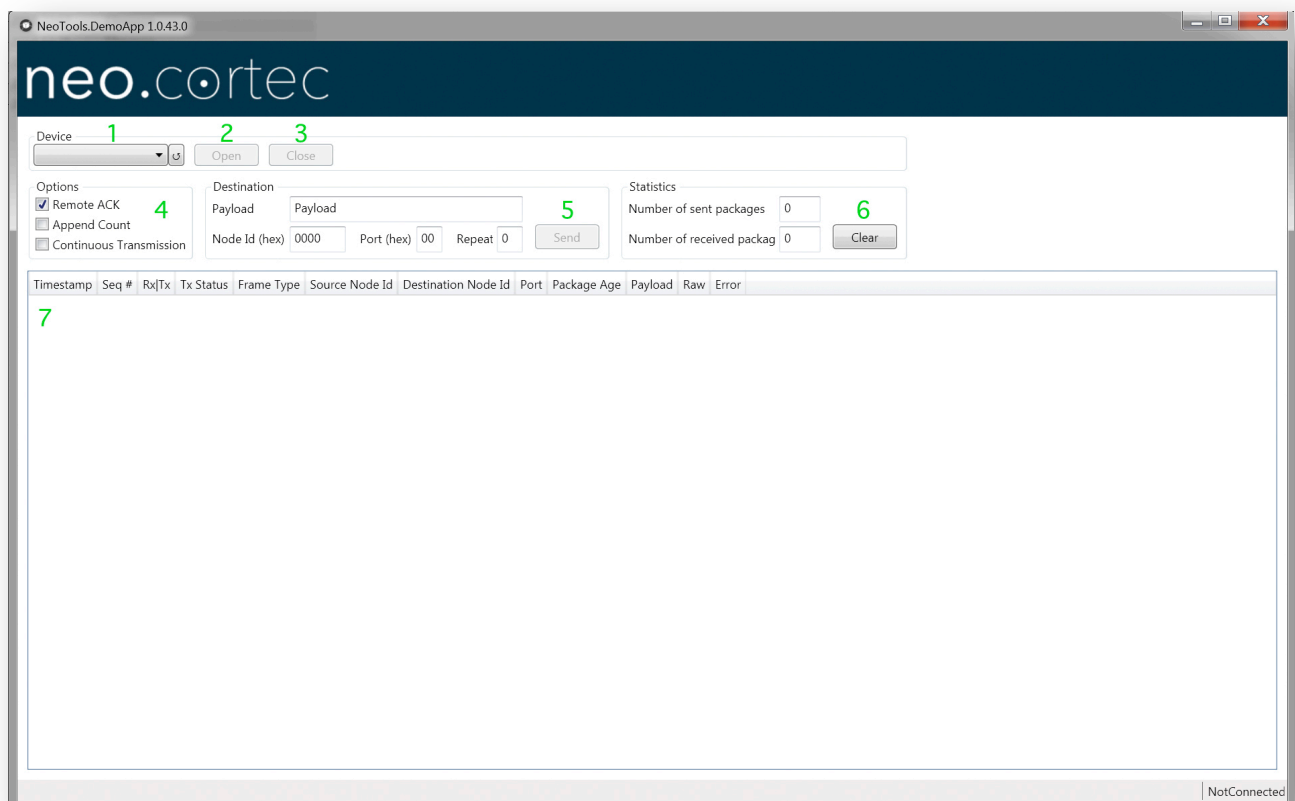 NeoTools.DemoApp 1.0.43.0
neo.cortec
Device 1 2 3
Open Close
Options Destination Statistics
Remote ACK 4 Payload Payload 5 Number of sent packages 0 6
Append Count
Continuous Transmission Node Id (hex) 0000 Port (hex) 00 Repeat 0 Send Number of received packag 0 Clear
Timestamp Seq # Rx|Tx Tx Status Frame Type Source Node Id Destination Node Id Port Package Age Payload Raw Error
7
NotConnected